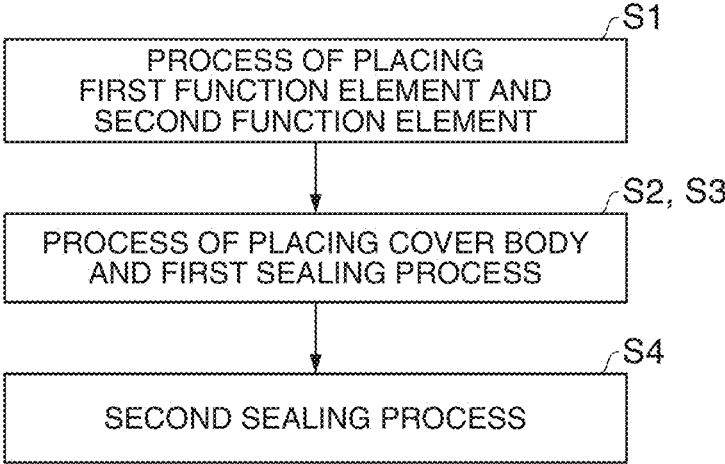 S1
PROCESS OF PLACING
FIRST FUNCTION ELEMENT AND
SECOND FUNCTION ELEMENT
S2, S3
PROCESS OF PLACING COVER BODY
AND FIRST SEALING PROCESS
S4
SECOND SEALING PROCESS